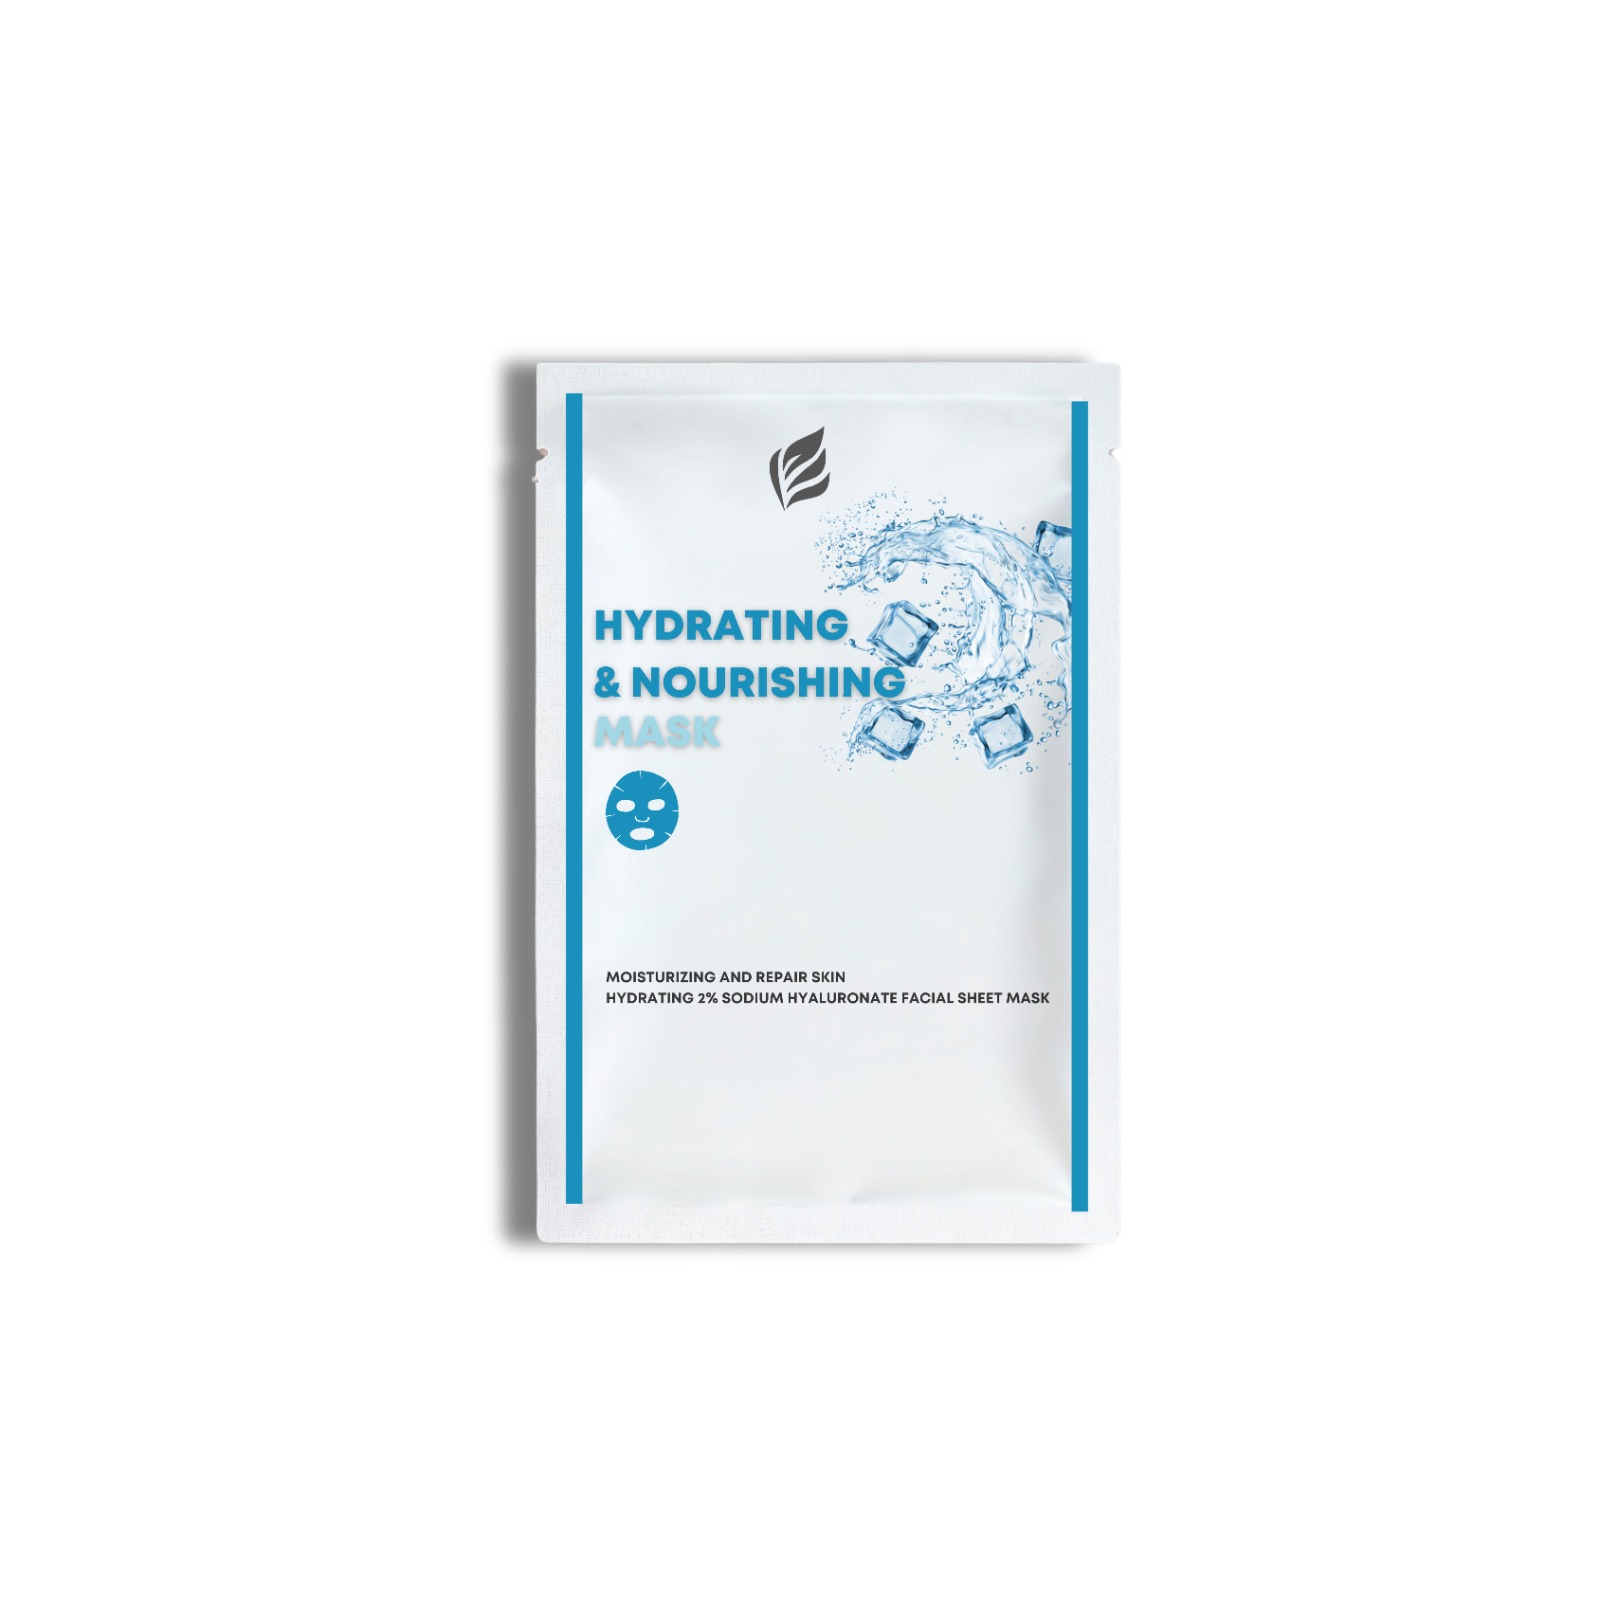 HYDRATING
& NOURISHING
MASK
MOISTURIZING AND REPAIR SKIN
HYDRATING 2% SODIUM HYALURONATE FACIAL SHEET MASK